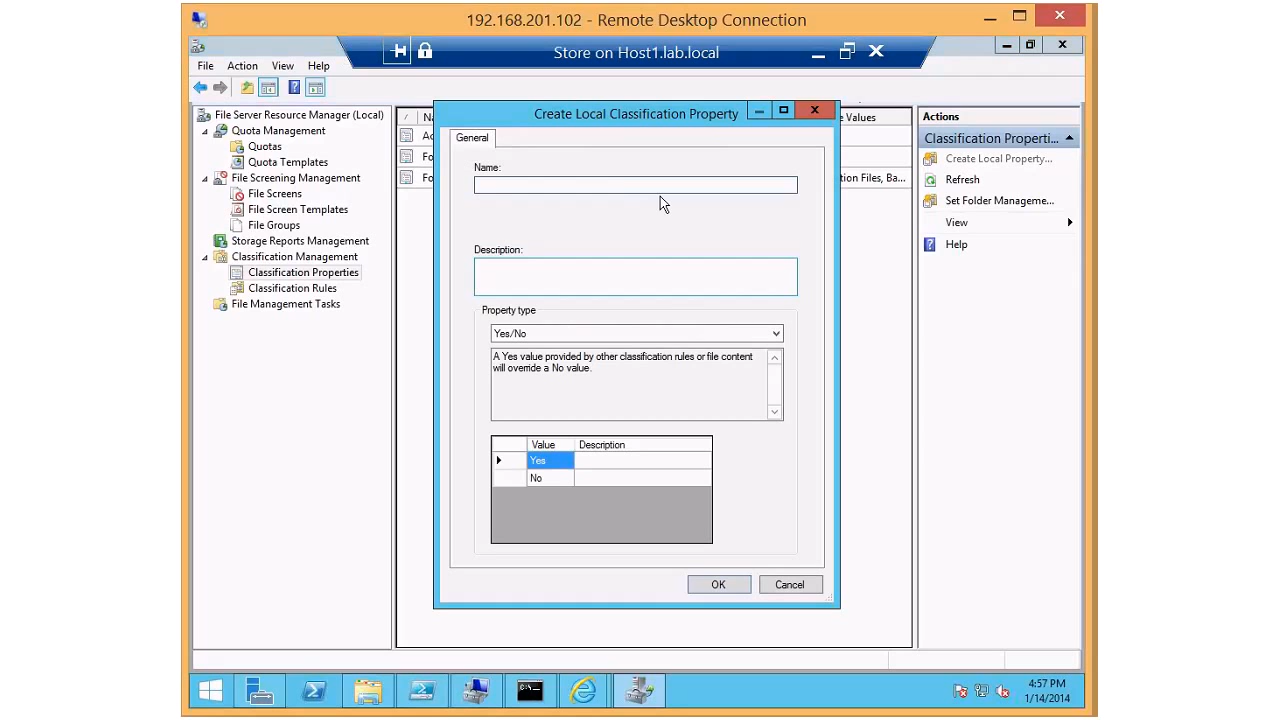 192.168.201.102 - Remote Desktop Connection
Store on Host1.lab.local
File Action View Help
File Server Resource Manager (Local)
Quota Management
Quotas
Quota Templates
File Screening Management
File Screens
File Screen Templates
File Groups
Storage Reports Management
Classification Management
Classification Properties
Classification Rules
File Management Tasks
Na
Ac
Fo
Fo
e Values
tion Files, Ba...
Create Local Classification Property
General
Name:
Description:
Property type
Yes/No
A Yes value provided by other classification rules or file content
will override a No value.
Value Description
Yes
No
OK Cancel
Actions
Classification Properti...
Create Local Property...
Refresh
Set Folder Manageme...
View
Help
4:57 PM
1/14/2014